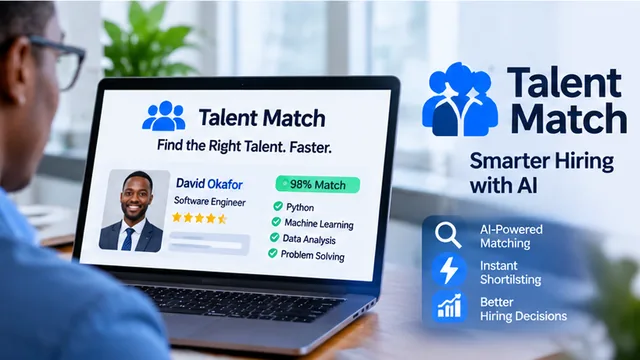 Talent Match
Find the Right Talent. Faster.
David Okafor
Software Engineer
98% Match
Python
Machine Learning
Data Analysis
Problem Solving
Talent
Match
Smarter Hiring
with AI
AI-Powered
Matching
Instant
Shortilsting
Better
Hiring Decisions